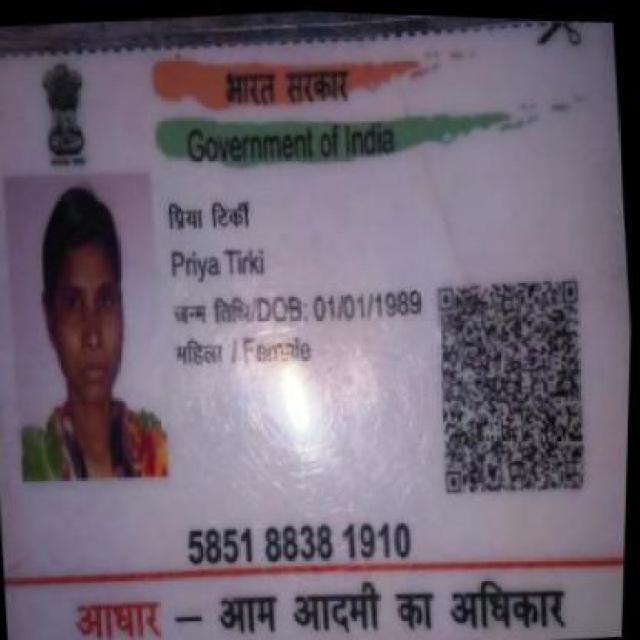 भारत सरकार
Government of India
प्रिया टिर्की
Priya Tirki
जन्म तिथि/DOB: 01/01/1989
महिला / Female
5851 8838 1910
आधार – आम आदमी का अधिकार